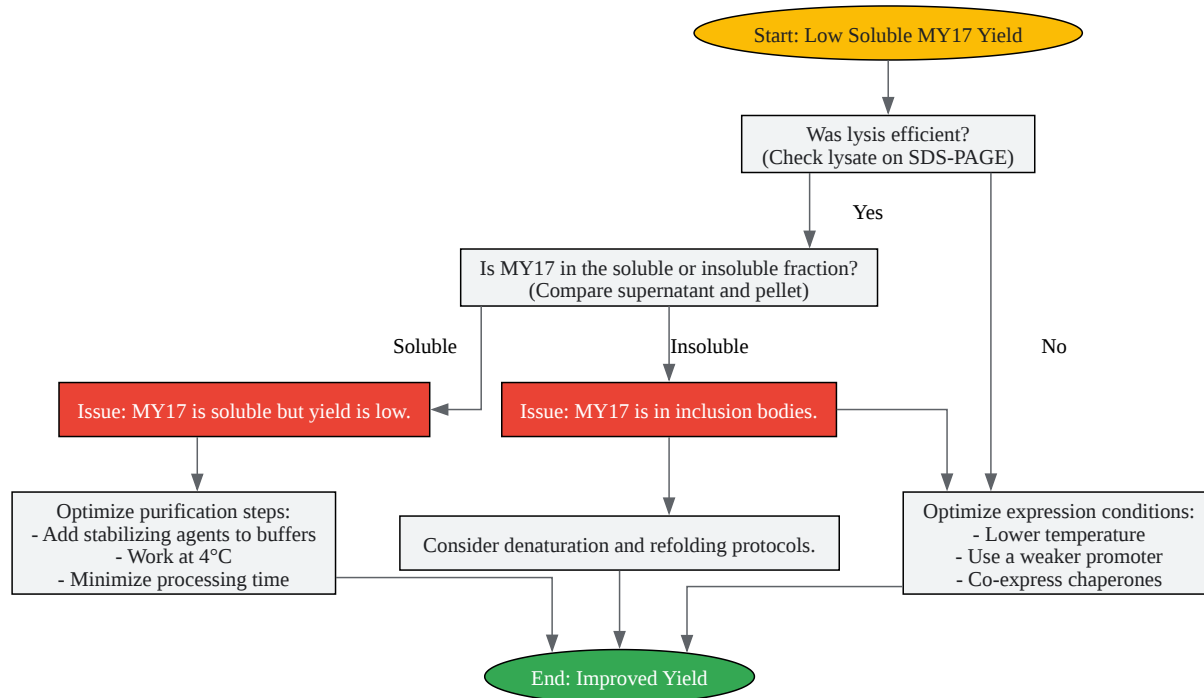 Start: Low Soluble MY17 Yield
Was lysis efficient?
(Check lysate on SDS-PAGE)
Yes
Is MY17 in the soluble or insoluble fraction?
(Compare supernatant and pellet)
Soluble
Insoluble
No
Issue: MY17 is soluble but yield is low.
Issue: MY17 is in inclusion bodies.
Optimize purification steps:
- Add stabilizing agents to buffers
- Work at 4°C
- Minimize processing time
Consider denaturation and refolding protocols.
Optimize expression conditions:
- Lower temperature
- Use a weaker promoter
- Co-express chaperones
End: Improved Yield